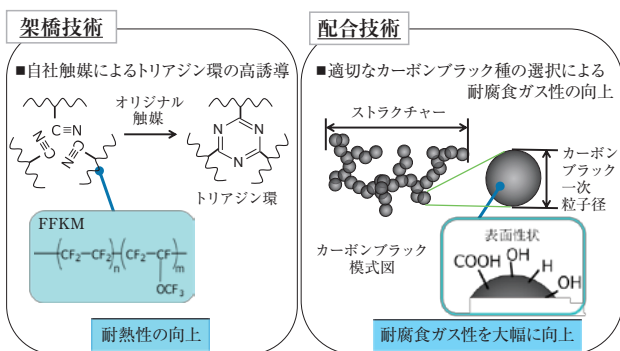 架橋技術
■自社触媒によるトリアジン環の高誘導
オリジナル
触媒
C≡N
C≡N
C≡N
N
N
N
トリアジン環
FFKM
-(CF₂-CF₂)n(CF₂-CF)m-
OCF₃
耐熱性の向上
配合技術
■適切なカーボンブラック種の選択による
耐腐食ガス性の向上
ストラクチャー
カーボン
ブラック
一次
粒子径
カーボンブラック
模式図
表面性状
COOH
OH
H
OH
耐腐食ガス性を大幅に向上